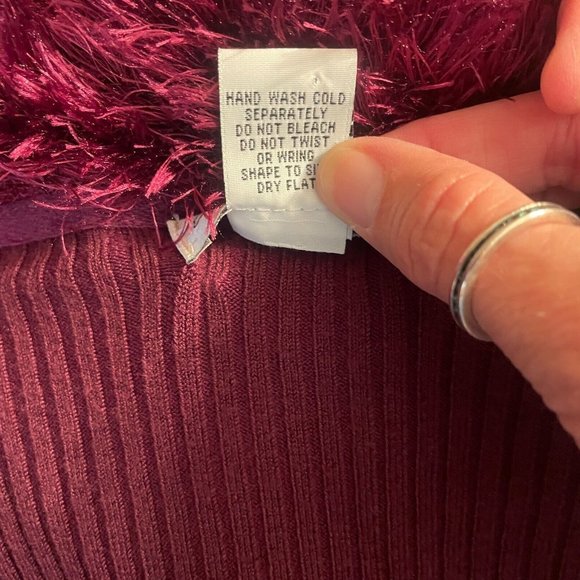 HAND WASH COLD
SEPARATELY
DO NOT BLEACH
DO NOT TWIST
OR WRING
SHAPE TO
DRY FLAT